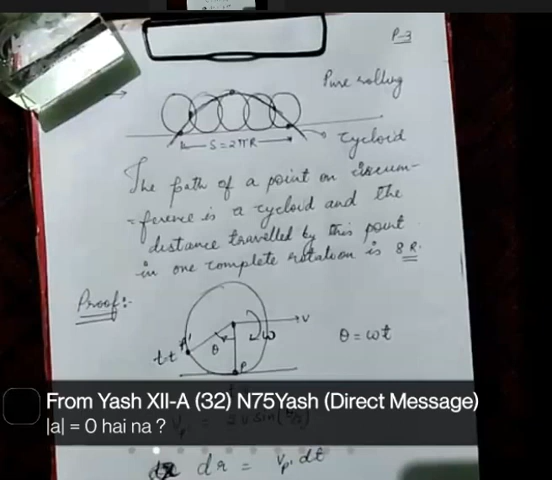 P-3
Pure rolling
S = 2πR
cycloid
The path of a point on circum-
-ference is a cycloid and the
distance travelled by this point
in one complete rotation is 8R.
Proof:-
V
ω
θ
θ = ωt
P
From Yash XII-A (32) N75Yash (Direct Message)
|a| = 0 hai na ?
dt